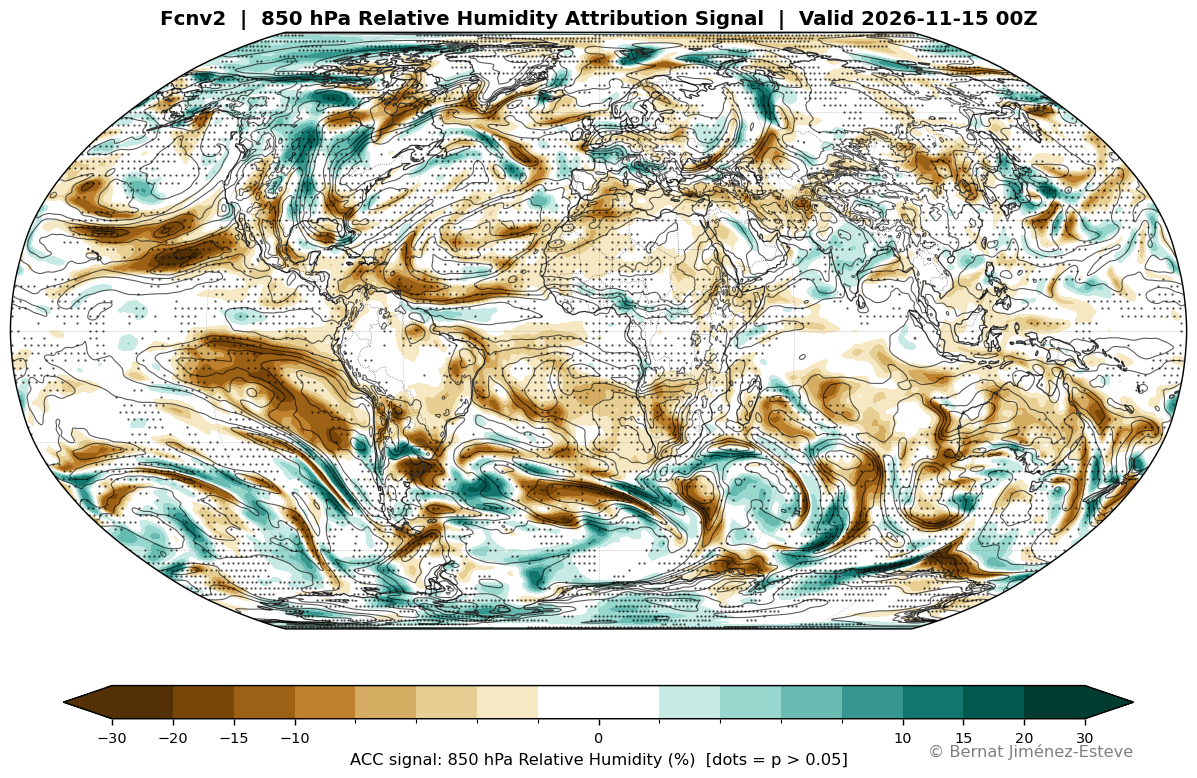 Fcnv2 | 850 hPa Relative Humidity Attribution Signal | Valid 2026-11-15 00Z
−30 −20 −15 −10 0 10 15 20 30
ACC signal: 850 hPa Relative Humidity (%) [dots = p > 0.05]
© Bernat Jiménez-Esteve